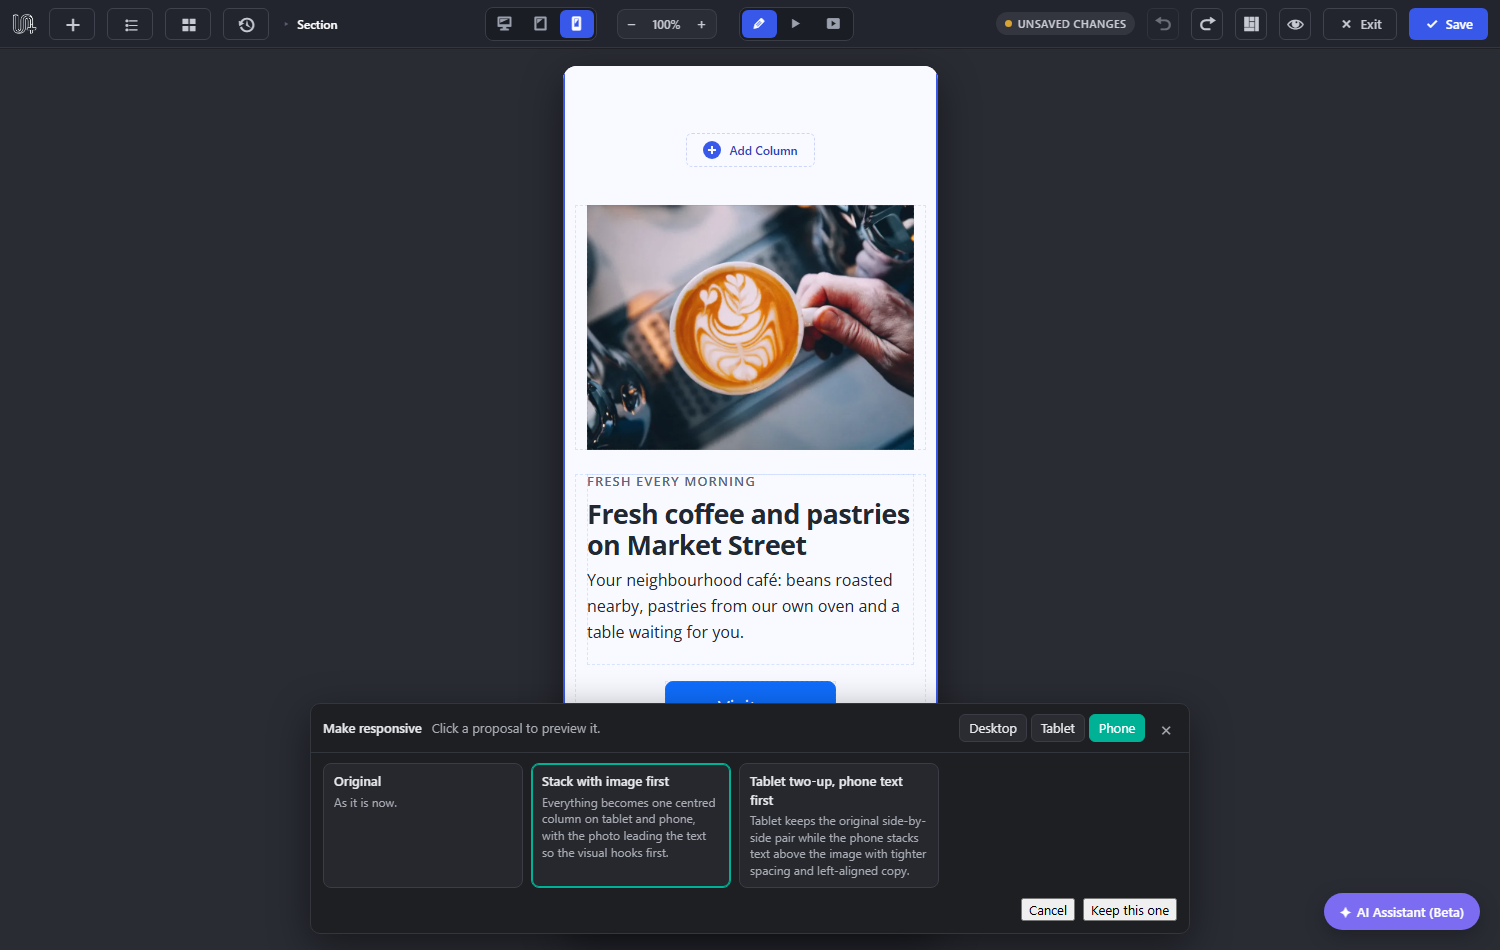 Section
100%
UNSAVED CHANGES
Exit
Save
Add Column
FRESH EVERY MORNING
Fresh coffee and pastries
on Market Street
Your neighbourhood café: beans roasted
nearby, pastries from our own oven and a
table waiting for you.
Make responsive
Click a proposal to preview it.
Desktop
Tablet
Phone
Original
As it is now.
Stack with image first
Everything becomes one centred
column on tablet and phone,
with the photo leading the text
so the visual hooks first.
Tablet two-up, phone text
first
Tablet keeps the original side-by-
side pair while the phone stacks
text above the image with tighter
spacing and left-aligned copy.
Cancel
Keep this one
AI Assistant (Beta)